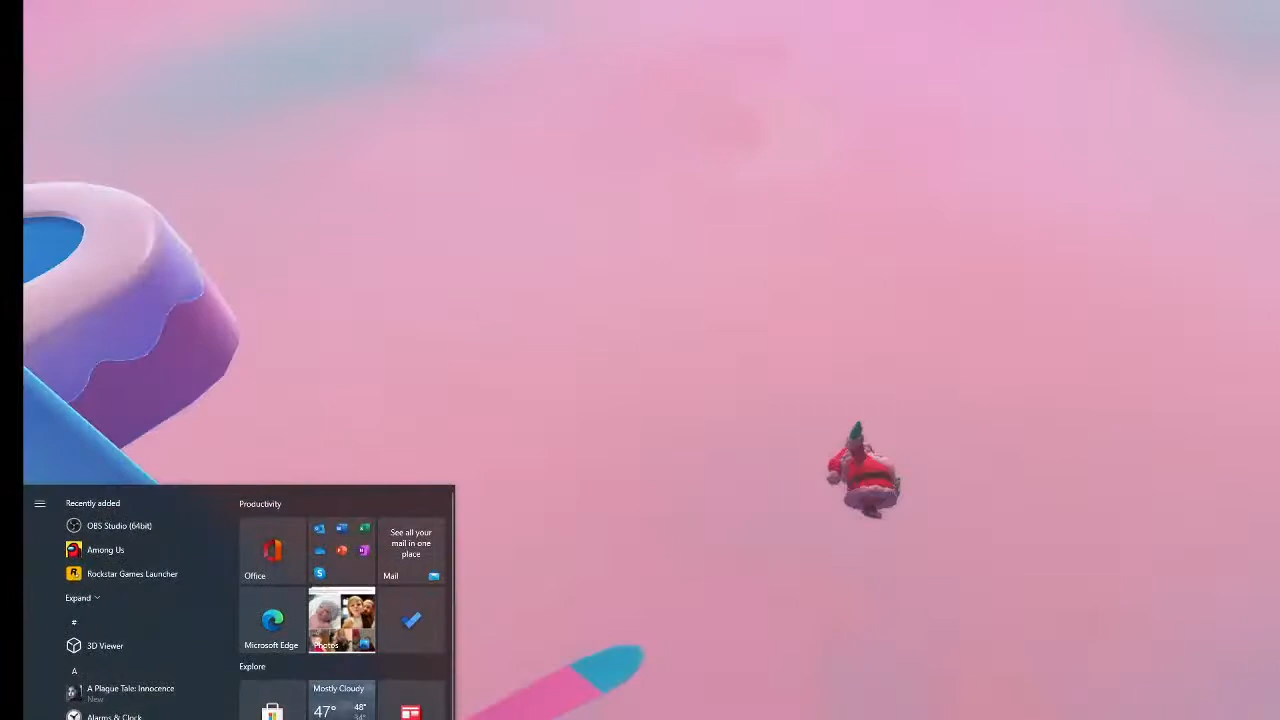 Recently added
OBS Studio (64bit)
Among Us
Rockstar Games Launcher
Expand
#
3D Viewer
A
A Plague Tale: Innocence
New
Alarms & Clock
Productivity
Office
See all your
mail in one
place
Mail
Microsoft Edge
Photos
Explore
Mostly Cloudy
47°
48°
34°